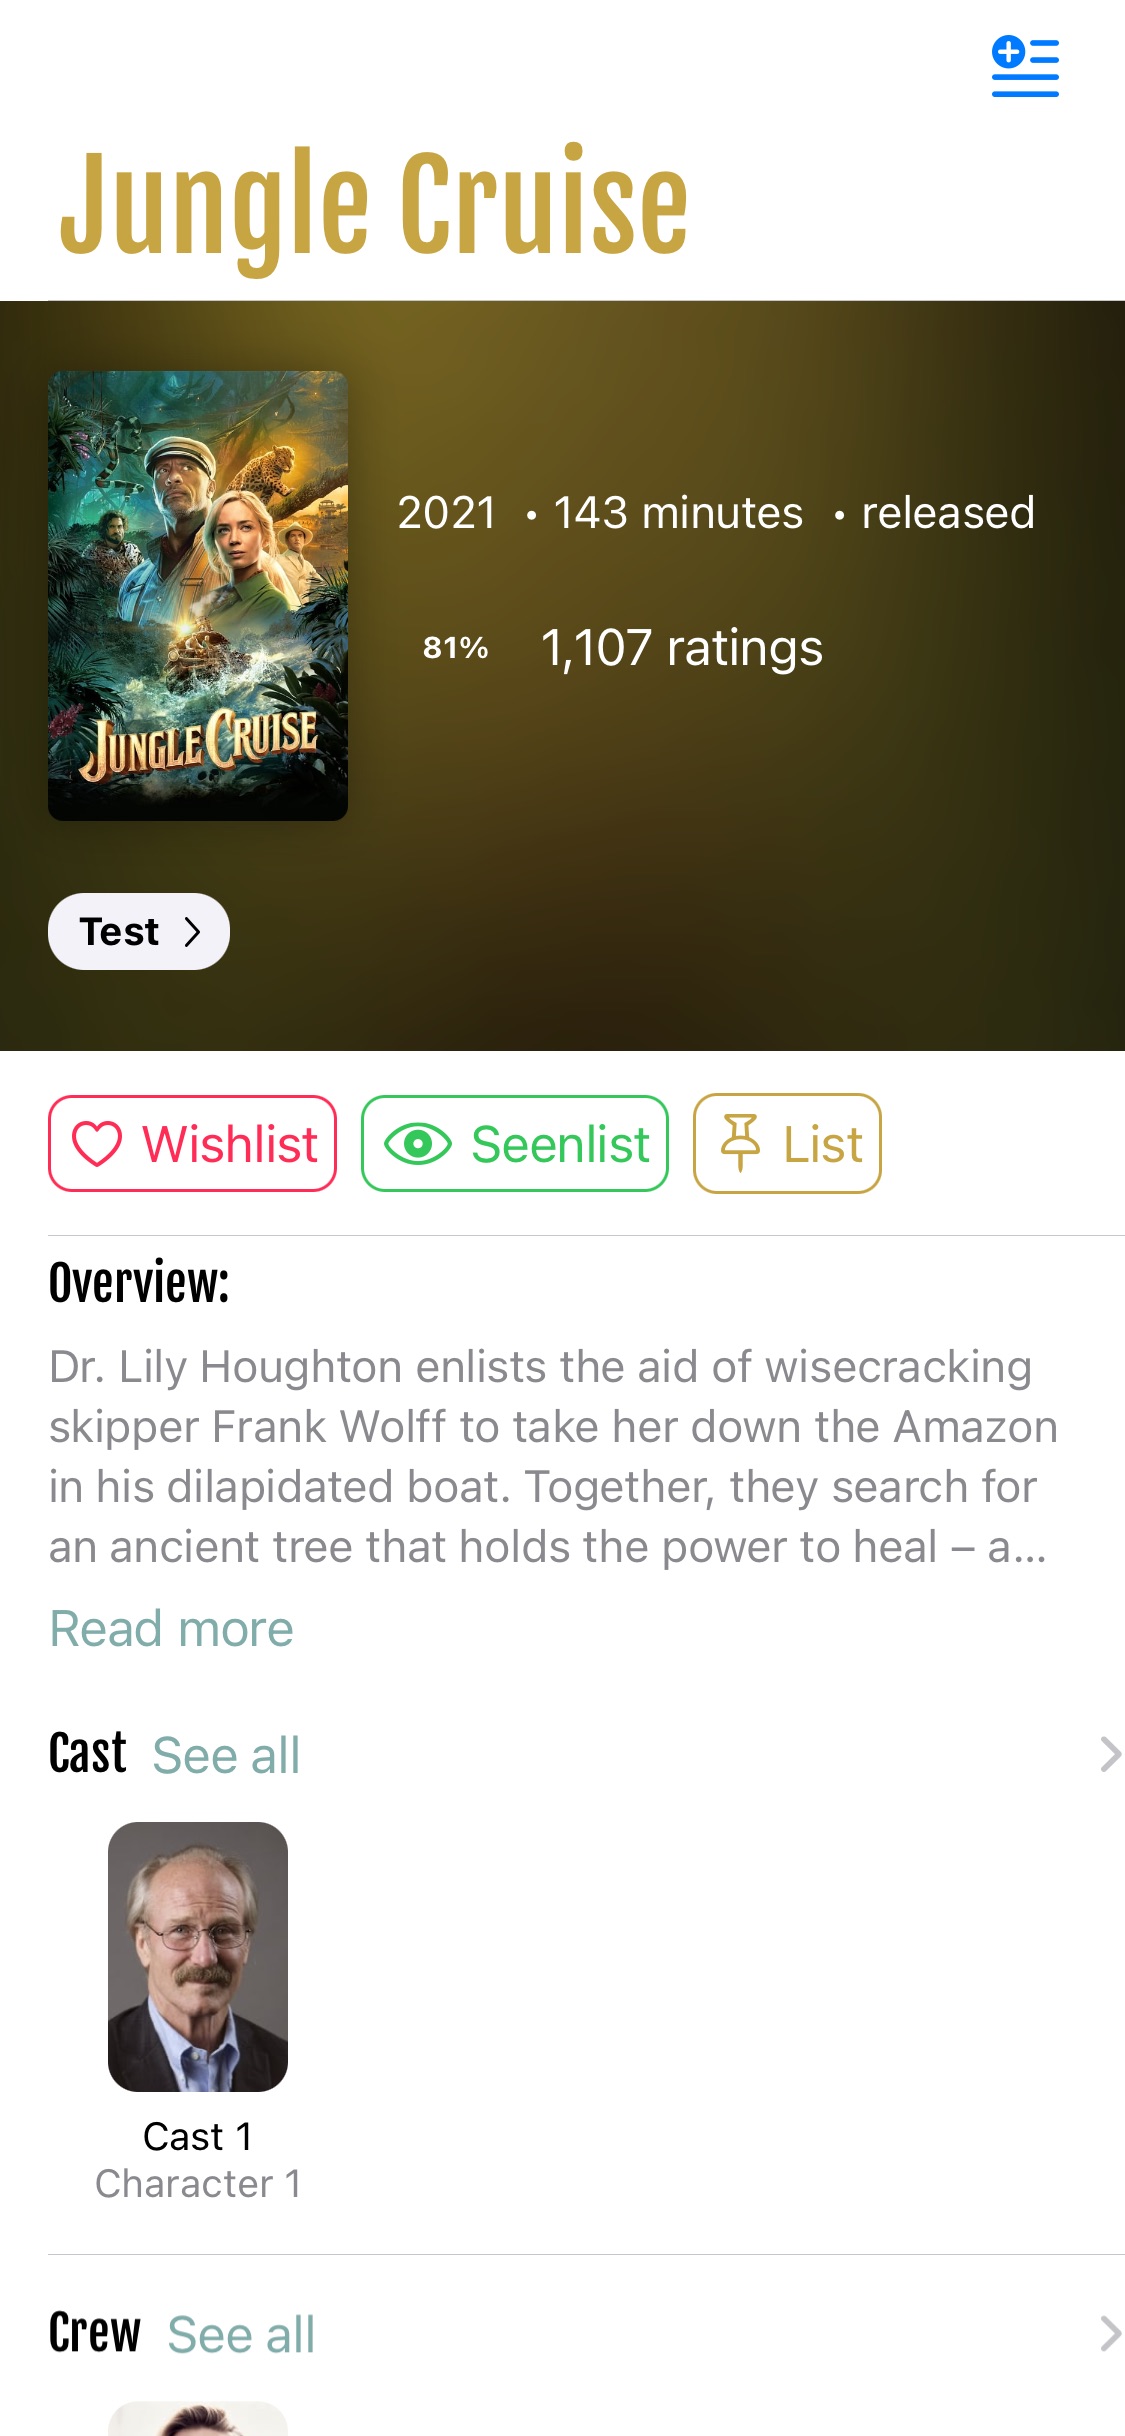 Jungle Cruise
2021 • 143 minutes • released
81% 1,107 ratings
JUNGLE CRUISE
Test
Wishlist Seenlist List
Overview:
Dr. Lily Houghton enlists the aid of wisecracking
skipper Frank Wolff to take her down the Amazon
in his dilapidated boat. Together, they search for
an ancient tree that holds the power to heal – a...
Read more
Cast See all
Cast 1
Character 1
Crew See all